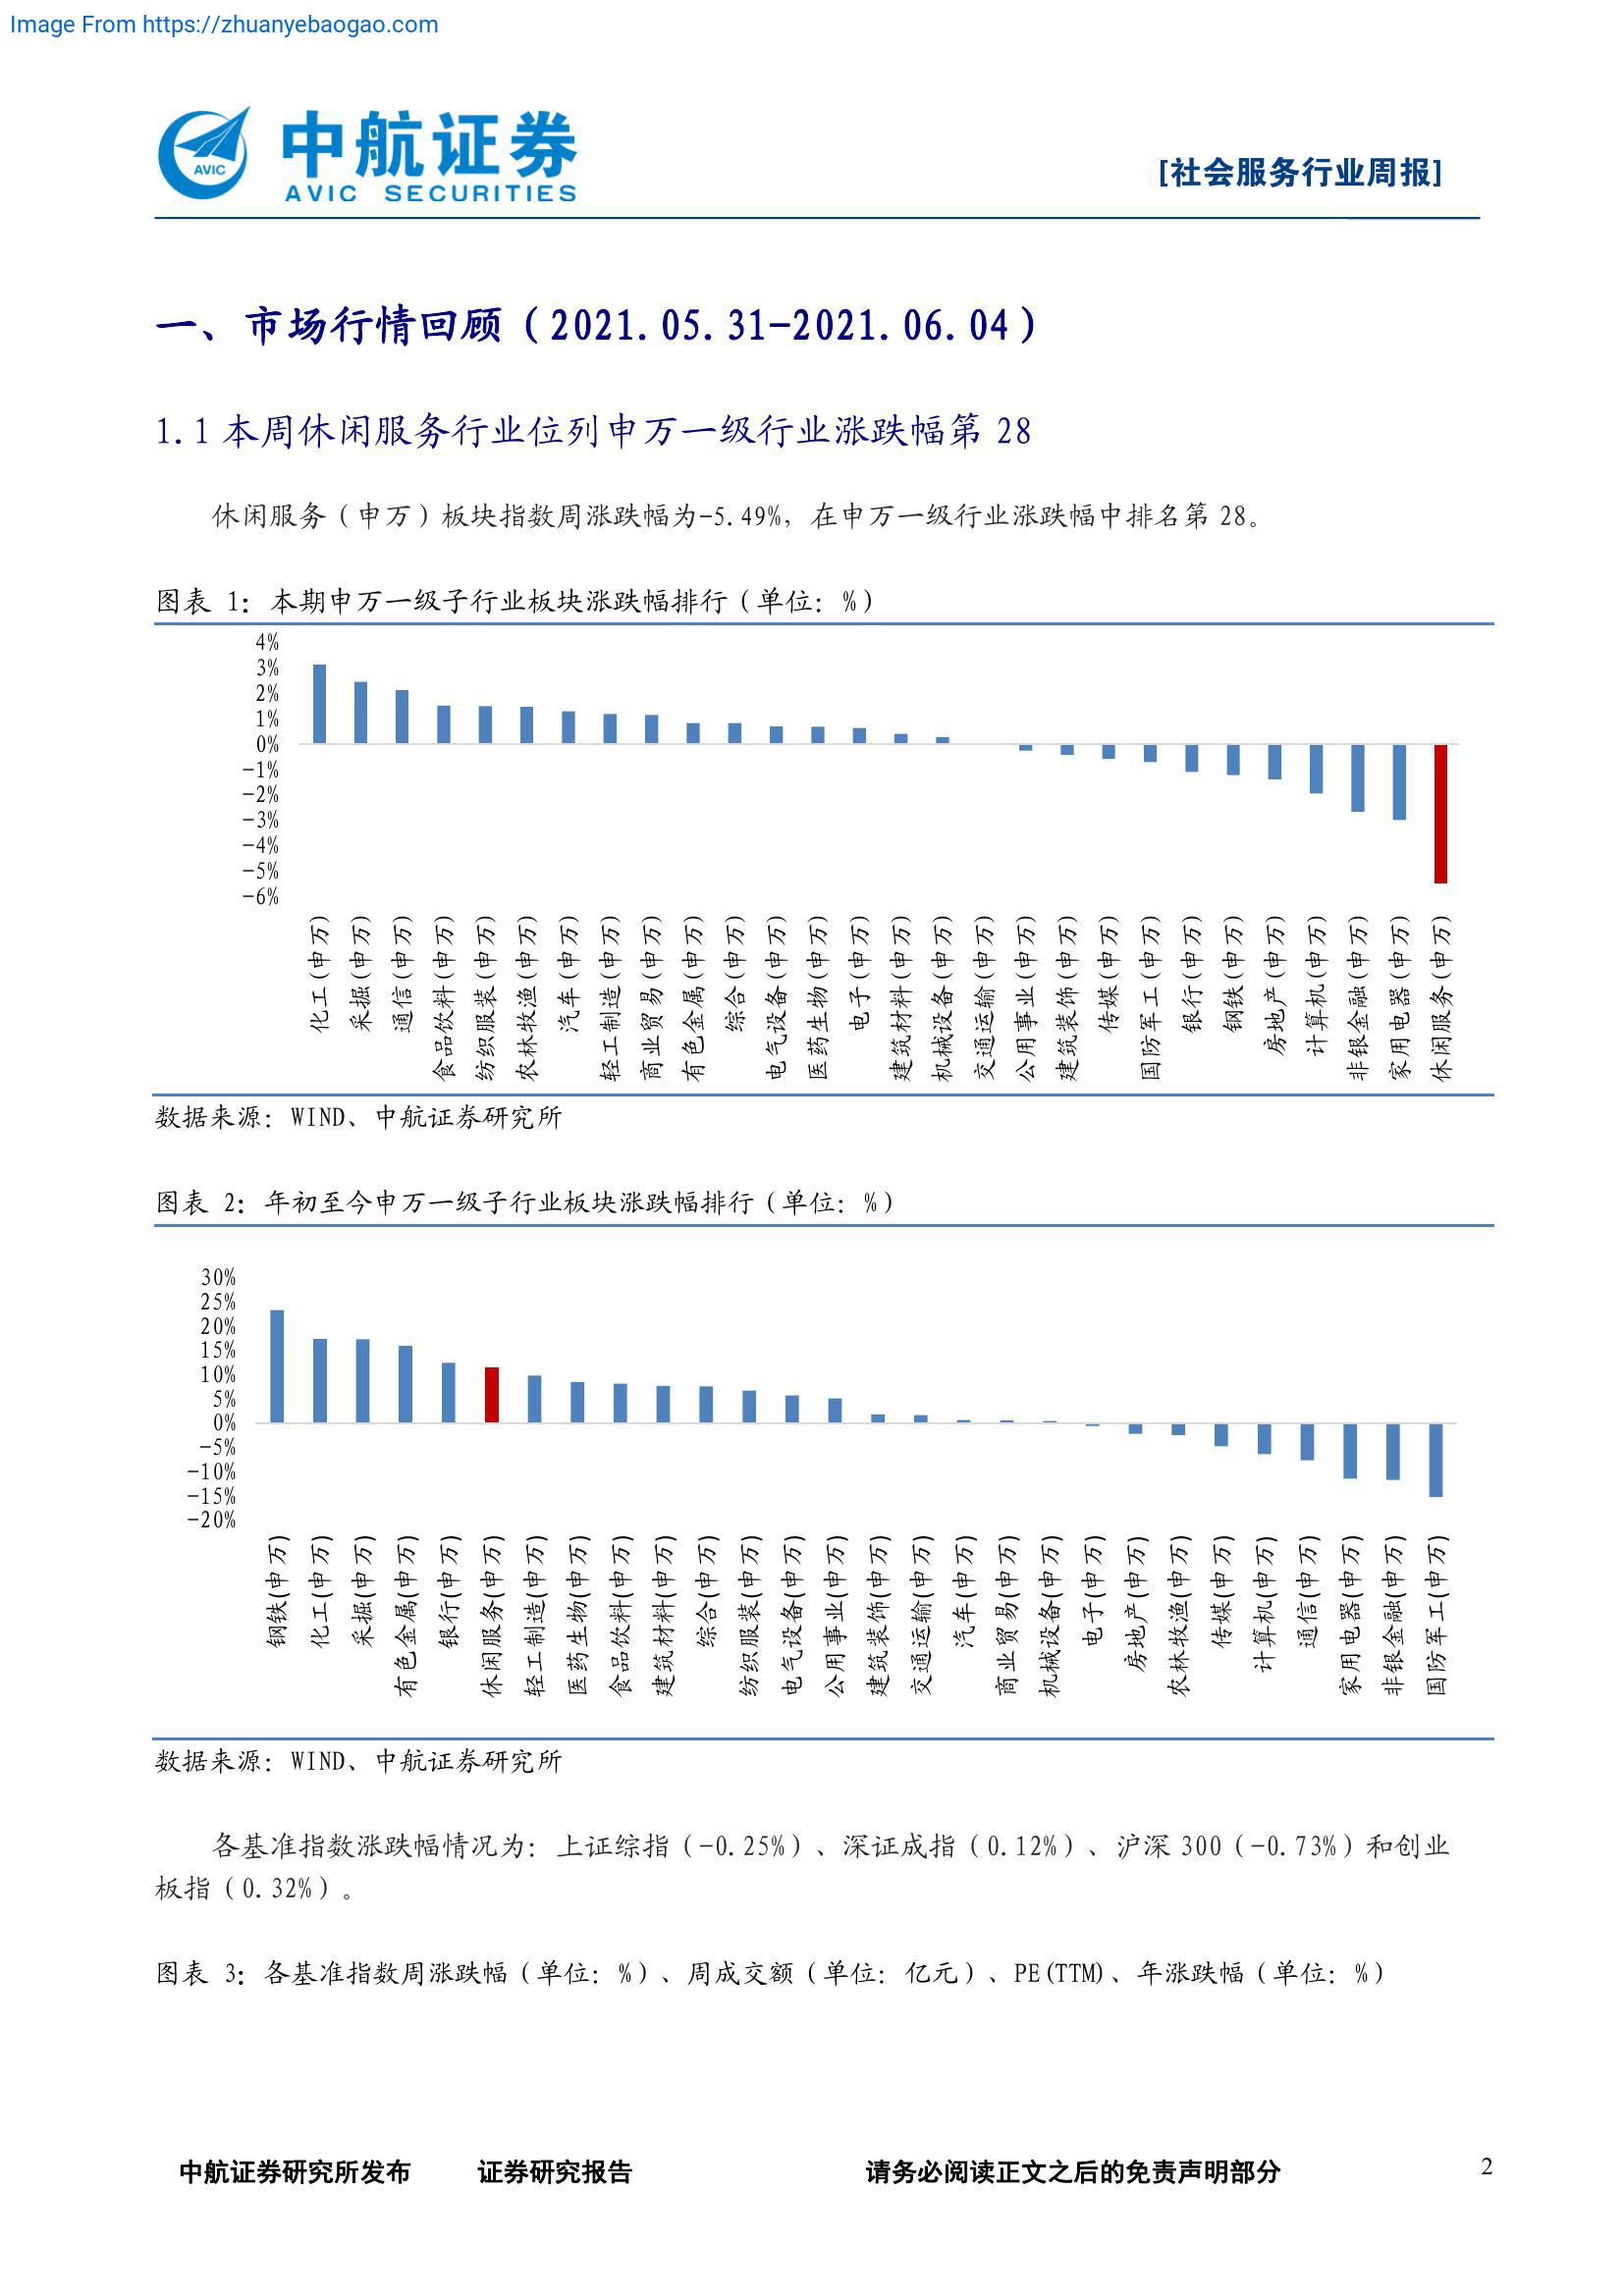 Image From https://zhuanyebaogao.com
AVIC
中航证券
AVIC SECURITIES
[社会服务行业周报]
一、市场行情回顾（2021.05.31-2021.06.04）
1.1 本周休闲服务行业位列申万一级行业涨跌幅第 28
休闲服务（申万）板块指数周涨跌幅为-5.49%，在申万一级行业涨跌幅中排名第 28。
图表 1：本期申万一级子行业板块涨跌幅排行（单位：%）
4%
3%
2%
1%
0%
-1%
-2%
-3%
-4%
-5%
-6%
化工(申万)
采掘(申万)
通信(申万)
食品饮料(申万)
纺织服装(申万)
农林牧渔(申万)
汽车(申万)
轻工制造(申万)
商业贸易(申万)
有色金属(申万)
综合(申万)
电气设备(申万)
医药生物(申万)
电子(申万)
建筑材料(申万)
机械设备(申万)
交通运输(申万)
公用事业(申万)
建筑装饰(申万)
传媒(申万)
国防军工(申万)
银行(申万)
钢铁(申万)
房地产(申万)
计算机(申万)
非银金融(申万)
家用电器(申万)
休闲服务(申万)
数据来源：WIND、中航证券研究所
图表 2：年初至今申万一级子行业板块涨跌幅排行（单位：%）
30%
25%
20%
15%
10%
5%
0%
-5%
-10%
-15%
-20%
钢铁(申万)
化工(申万)
采掘(申万)
有色金属(申万)
银行(申万)
休闲服务(申万)
轻工制造(申万)
医药生物(申万)
食品饮料(申万)
建筑材料(申万)
综合(申万)
纺织服装(申万)
电气设备(申万)
公用事业(申万)
建筑装饰(申万)
交通运输(申万)
汽车(申万)
商业贸易(申万)
机械设备(申万)
电子(申万)
房地产(申万)
农林牧渔(申万)
传媒(申万)
计算机(申万)
通信(申万)
家用电器(申万)
非银金融(申万)
国防军工(申万)
数据来源：WIND、中航证券研究所
各基准指数涨跌幅情况为：上证综指（-0.25%）、深证成指（0.12%）、沪深 300（-0.73%）和创业
板指（0.32%）。
图表 3：各基准指数周涨跌幅（单位：%）、周成交额（单位：亿元）、PE(TTM)、年涨跌幅（单位：%）
中航证券研究所发布 证券研究报告 请务必阅读正文之后的免责声明部分 2